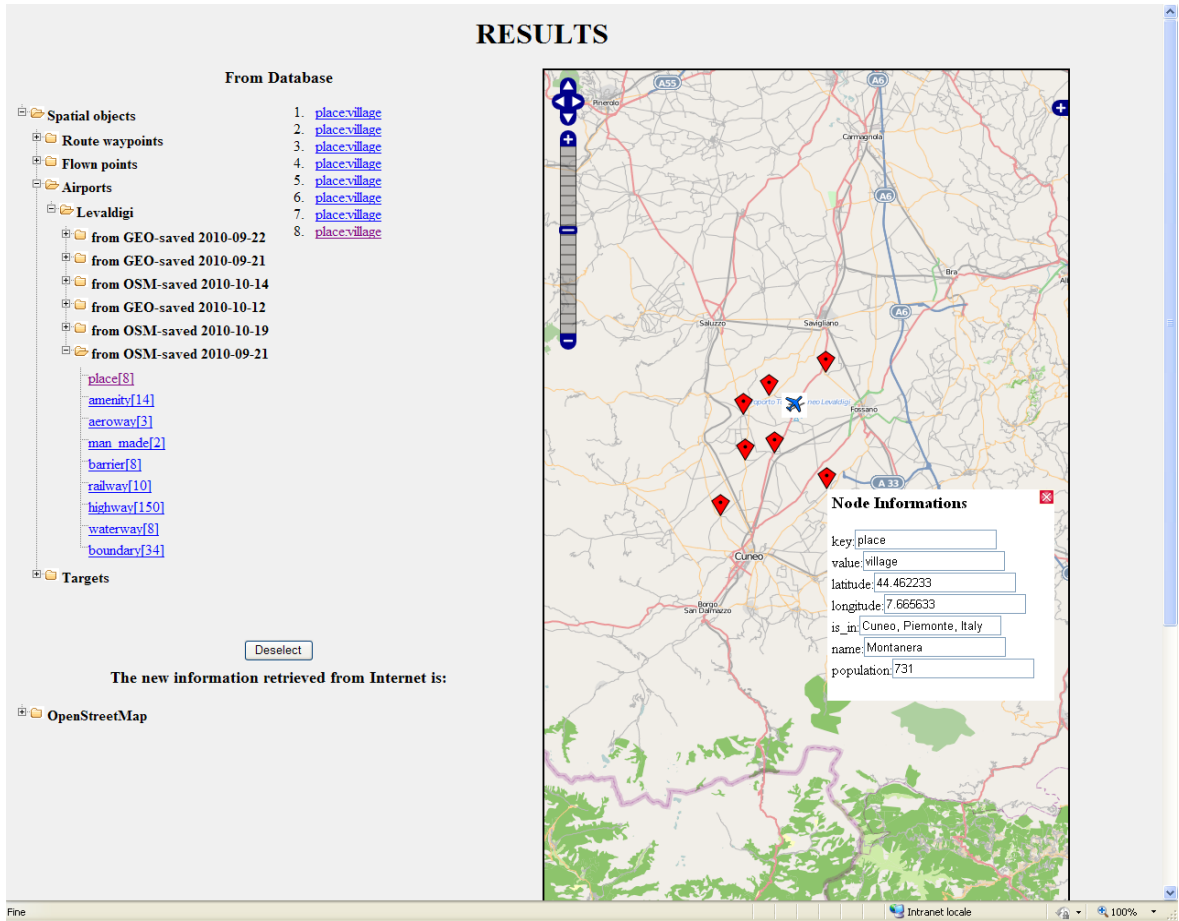 RESULTS
From Database
Spatial objects
Route waypoints
Flown points
Airports
Levaldigi
from GEO-saved 2010-09-22
from GEO-saved 2010-09-21
from OSM-saved 2010-10-14
from GEO-saved 2010-10-12
from OSM-saved 2010-10-19
from OSM-saved 2010-09-21
place[8]
amenity[14]
aeroway[3]
man_made[2]
barrier[8]
railway[10]
highway[150]
waterway[8]
boundary[34]
Targets
1. place:village
2. place:village
3. place:village
4. place:village
5. place:village
6. place:village
7. place:village
8. place:village
Deselect
The new information retrieved from Internet is:
OpenStreetMap
A55
A6
Pinerolo
Carmagnola
A6
Bra
A6
Saluzzo
Savigliano
neo Levaldigi
Fossano
A 33
Cuneo
Borgo
San Dalmazzo
Node Informations
key: place
value: village
latitude: 44.462233
longitude: 7.665633
is_in: Cuneo, Piemonte, Italy
name: Montanera
population: 731
Fine
Intranet locale
100%